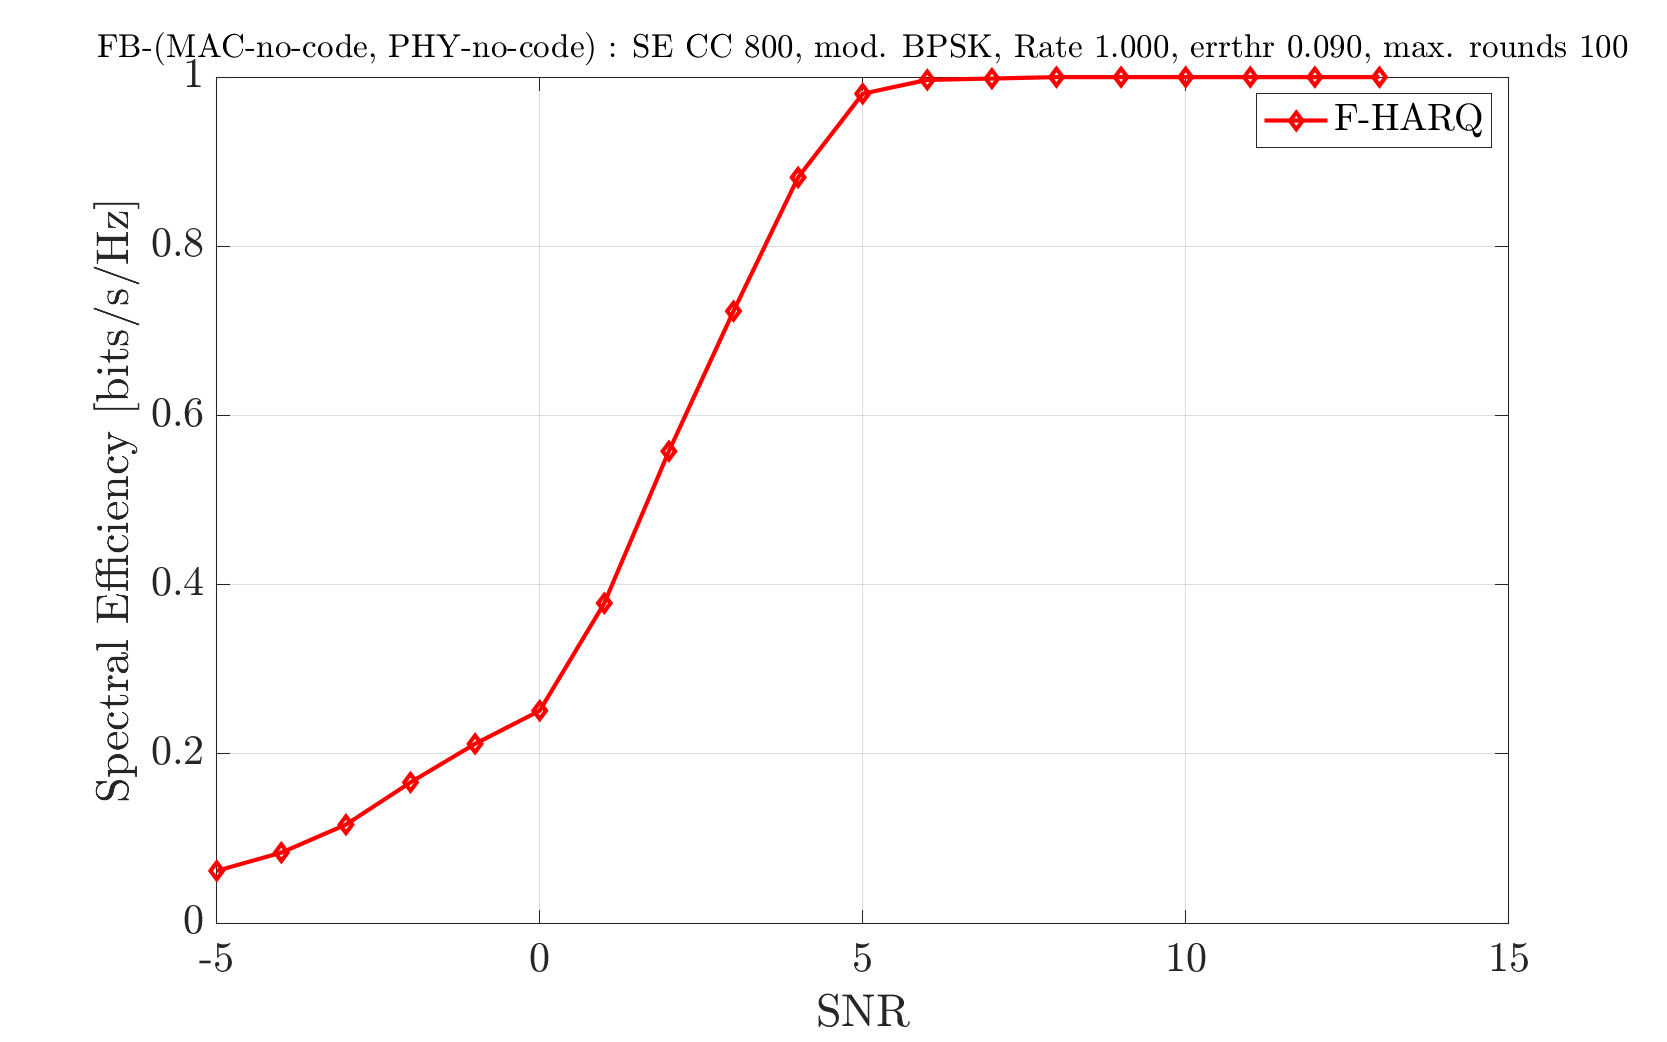 FB-(MAC-no-code, PHY-no-code) : SE CC 800, mod. BPSK, Rate 1.000, errthr 0.090, max. rounds 100
1
F-HARQ
0.8
0.6
0.4
0.2
0
Spectral Efficiency [bits/s/Hz]
-5 0 5 10 15
SNR